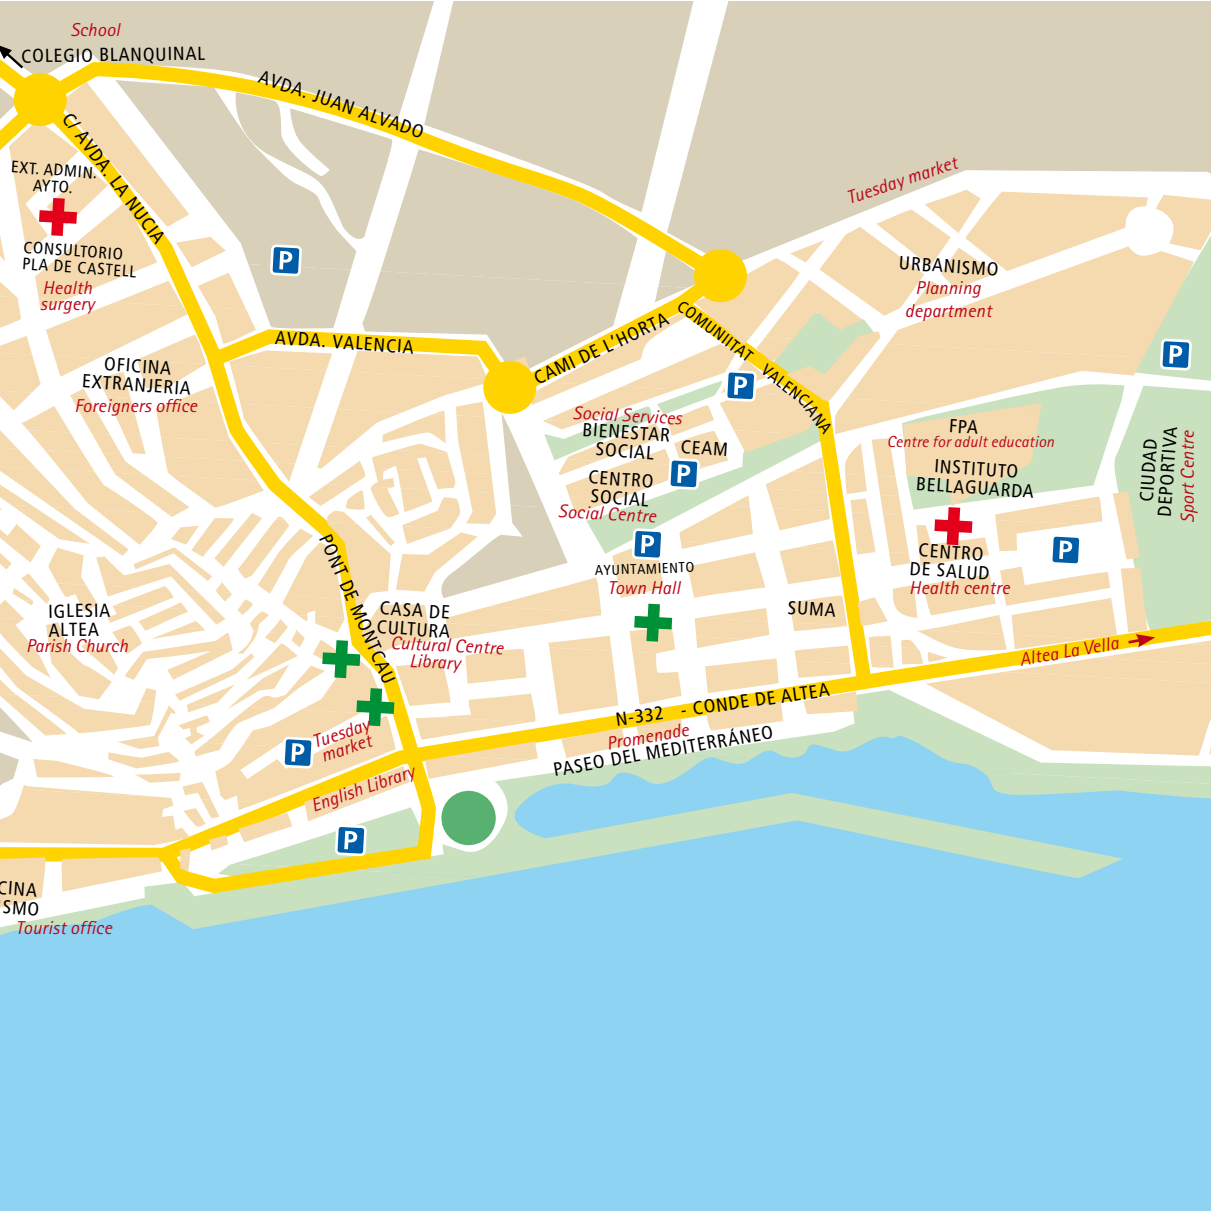 School
COLEGIO BLANQUINAL
AVDA. JUAN ALVADO
C/ AVDA. LA NUCIA
EXT. ADMIN.
AYTO.
CONSULTORIO
PLA DE CASTELL
Health
surgery
P
Tuesday market
URBANISMO
Planning
department
P
AVDA. VALENCIA
CAMI DE L'HORTA
COMUNIITAT VALENCIANA
OFICINA
EXTRANJERIA
Foreigners office
P
Social Services
BIENESTAR
SOCIAL
CEAM
P
CENTRO
SOCIAL
Social Centre
FPA
Centre for adult education
INSTITUTO
BELLAGUARDA
CIUDAD
DEPORTIVA
Sport Centre
CENTRO
DE SALUD
Health centre
P
P
AYUNTAMIENTO
Town Hall
SUMA
PONT DE MONTCAU
CASA DE
CULTURA
Cultural Centre
Library
IGLESIA
ALTEA
Parish Church
Altea La Vella
N-332 - CONDE DE ALTEA
Promenade
PASEO DEL MEDITERRÁNEO
P
Tuesday
market
English Library
P
CINA
SMO
Tourist office